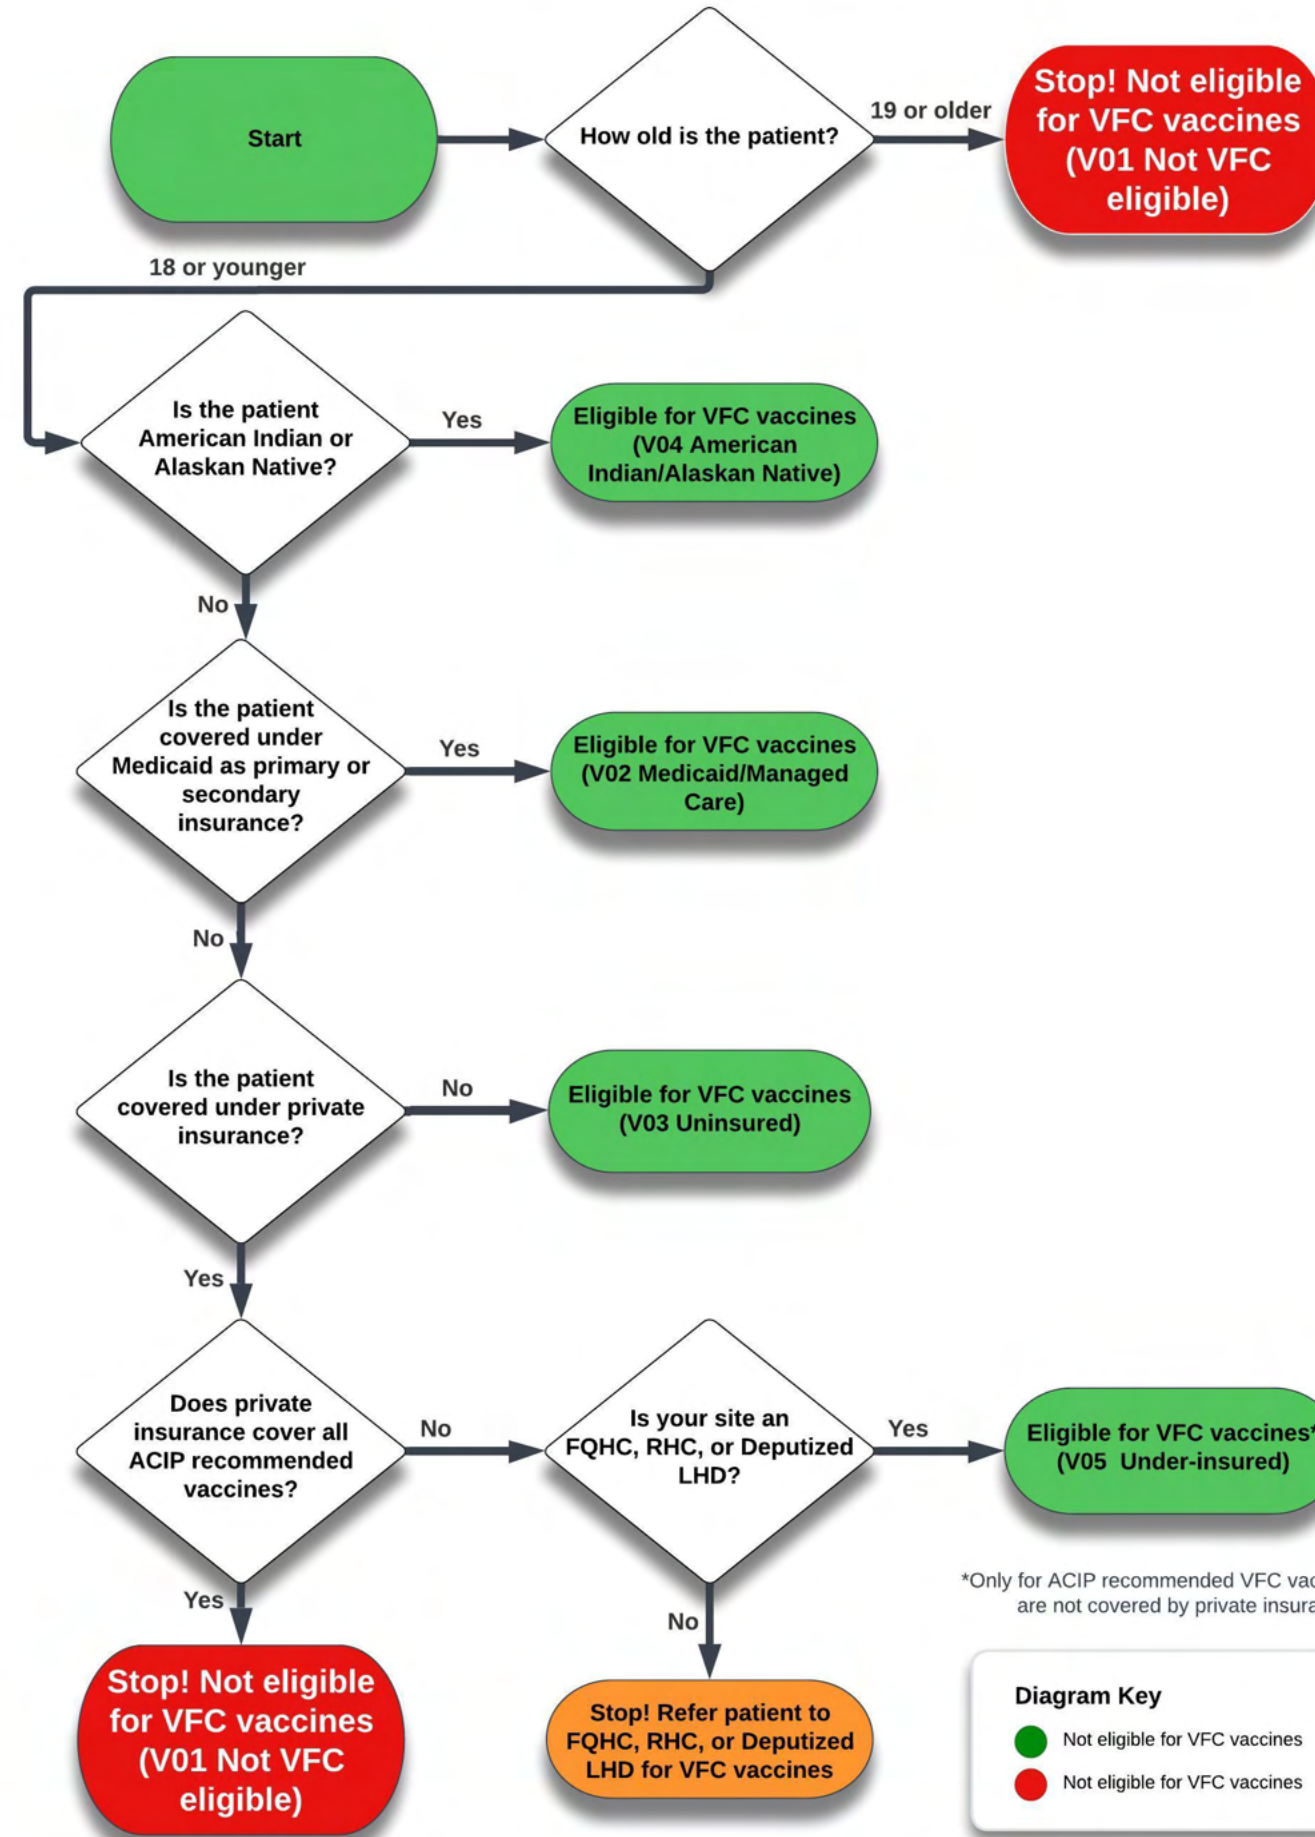 Start
How old is the patient?
19 or older
Stop! Not eligible
for VFC vaccines
(V01 Not VFC
eligible)
18 or younger
Is the patient
American Indian or
Alaskan Native?
Yes
Eligible for VFC vaccines
(V04 American
Indian/Alaskan Native)
No
Is the patient
covered under
Medicaid as primary or
secondary
insurance?
Yes
Eligible for VFC vaccines
(V02 Medicaid/Managed
Care)
No
Is the patient
covered under private
insurance?
No
Eligible for VFC vaccines
(V03 Uninsured)
Yes
Does private
insurance cover all
ACIP recommended
vaccines?
No
Is your site an
FQHC, RHC, or Deputized
LHD?
Yes
Eligible for VFC vaccines*
(V05 Under-insured)
*Only for ACIP recommended VFC
are not covered by private
Yes
Stop! Not eligible
for VFC vaccines
(V01 Not VFC
eligible)
No
Stop! Refer patient to
FQHC, RHC, or Deputized
LHD for VFC vaccines
Diagram Key
Not eligible for VFC vaccines
Not eligible for VFC vaccines